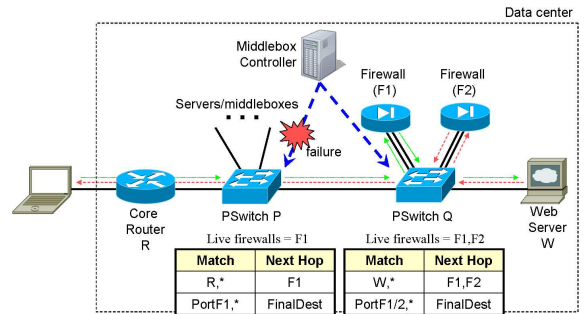 Data center
Middlebox
Controller
Firewall
(F1)
Firewall
(F2)
Servers/middleboxes
failure
Core
Router
R
PSwitch P
PSwitch Q
Web
Server
W
Live firewalls = F1
Live firewalls = F1,F2
Match Next Hop
R,* F1
PortF1,* FinalDest
Match Next Hop
W,* F1,F2
PortF1/2,* FinalDest